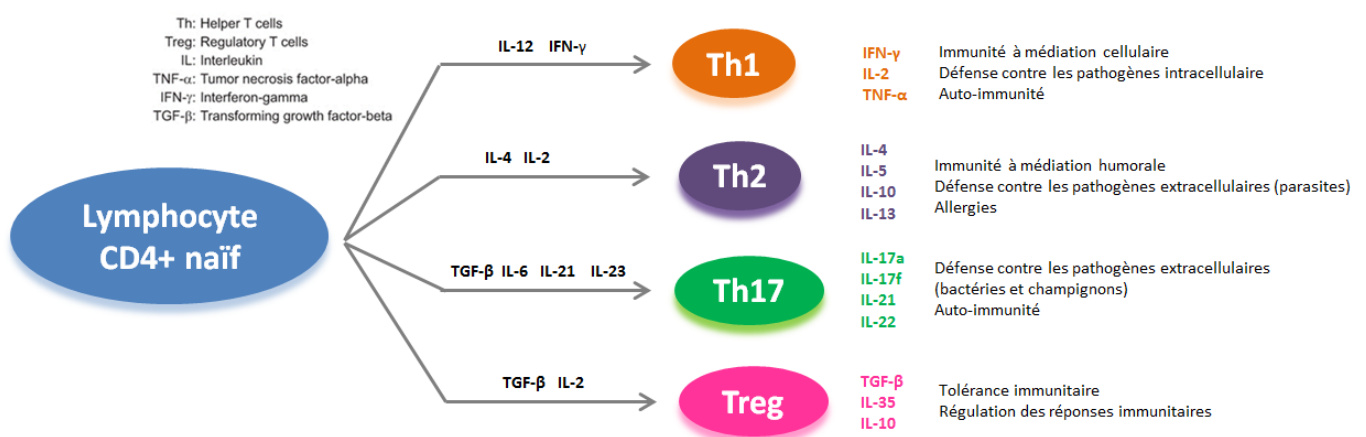 Th: Helper T cells
Treg: Regulatory T cells
IL: Interleukin
TNF-α: Tumor necrosis factor-alpha
IFN-γ: Interferon-gamma
TGF-β: Transforming growth factor-beta
Lymphocyte
CD4+ naïf
IL-12 IFN-γ
Th1
IFN-γ
IL-2
TNF-α
Immunité à médiation cellulaire
Défense contre les pathogènes intracellulaire
Auto-immunité
IL-4 IL-2
Th2
IL-4
IL-5
IL-10
IL-13
Immunité à médiation humorale
Défense contre les pathogènes extracellulaires (parasites)
Allergies
TGF-β IL-6 IL-21 IL-23
Th17
IL-17a
IL-17f
IL-21
IL-22
Défense contre les pathogènes extracellulaires
(bactéries et champignons)
Auto-immunité
TGF-β IL-2
Treg
TGF-β
IL-35
IL-10
Tolérance immunitaire
Régulation des réponses immunitaires